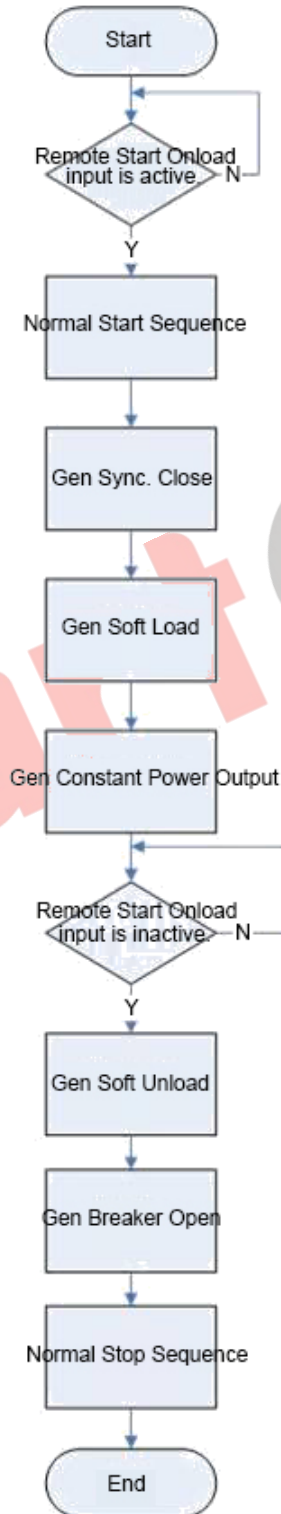 Start
Remote Start Onload
input is active.
N
Y
Normal Start Sequence
Gen Sync. Close
Gen Soft Load
Gen Constant Power Output
Remote Start Onload
input is inactive.
N
Y
Gen Soft Unload
Gen Breaker Open
Normal Stop Sequence
End